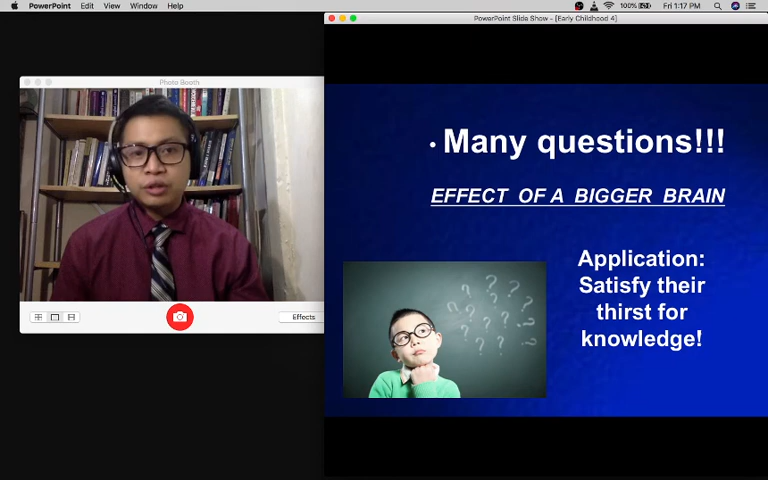 PowerPoint Edit View Window Help
100% Fri 1:17 PM
PowerPoint Slide Show - [Early Childhood 4]
Photo Booth
• Many questions!!!
EFFECT OF A BIGGER BRAIN
Application:
Satisfy their
thirst for
knowledge!
? ? ? ? ? ? ? ? ? ? ?
Effects